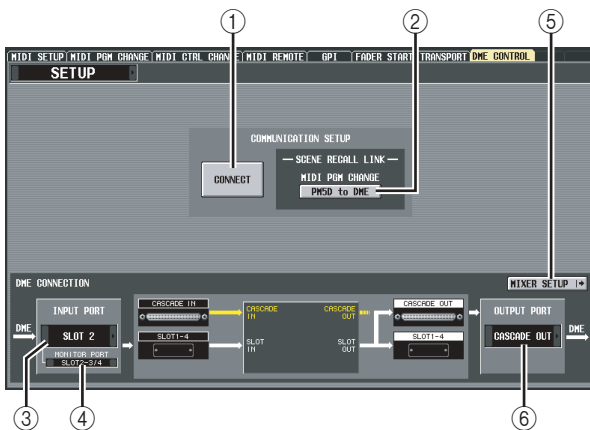 ① ② ⑤
MIDI SETUP MIDI PGM CHANGE MIDI CTRL CHANGE MIDI REMOTE GPI FADER START TRANSPORT DME CONTROL
SETUP
COMMUNICATION SETUP
CONNECT
SCENE RECALL LINK
MIDI PGM CHANGE
PM5D to DME
DME CONNECTION
MIXER SETUP
DME
INPUT PORT
SLOT 2
MONITOR PORT
SLOT2-3/4
CASCADE IN
SLOT1-4
CASCADE IN
CASCADE OUT
SLOT IN
SLOT OUT
CASCADE OUT
SLOT1-4
OUTPUT PORT
CASCADE OUT
DME
③ ④ ⑥